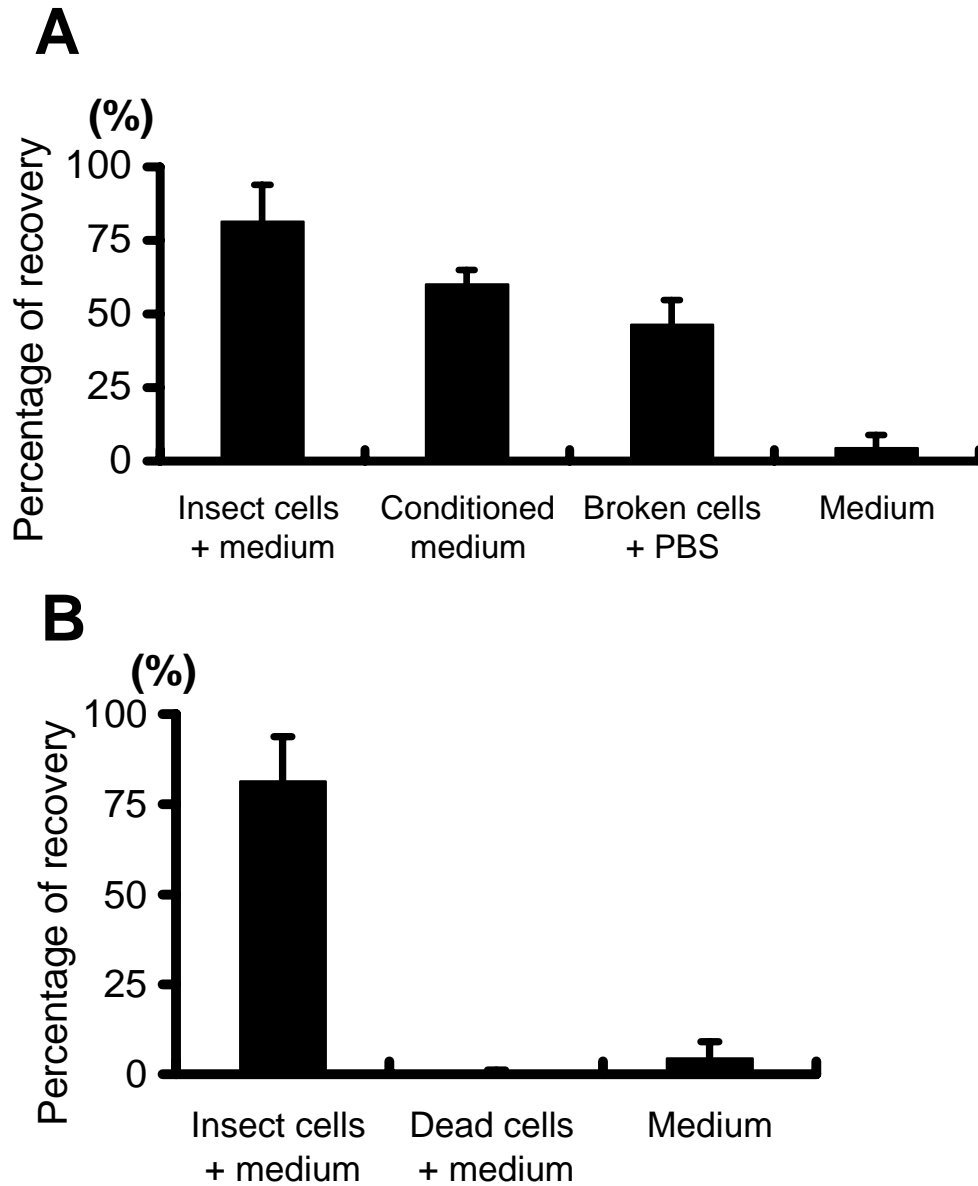 A
(%)
Percentage of recovery
100
75
50
25
0
Insect cells
+ medium
Conditioned
medium
Broken cells
+ PBS
Medium
B
(%)
Percentage of recovery
100
75
50
25
0
Insect cells
+ medium
Dead cells
+ medium
Medium